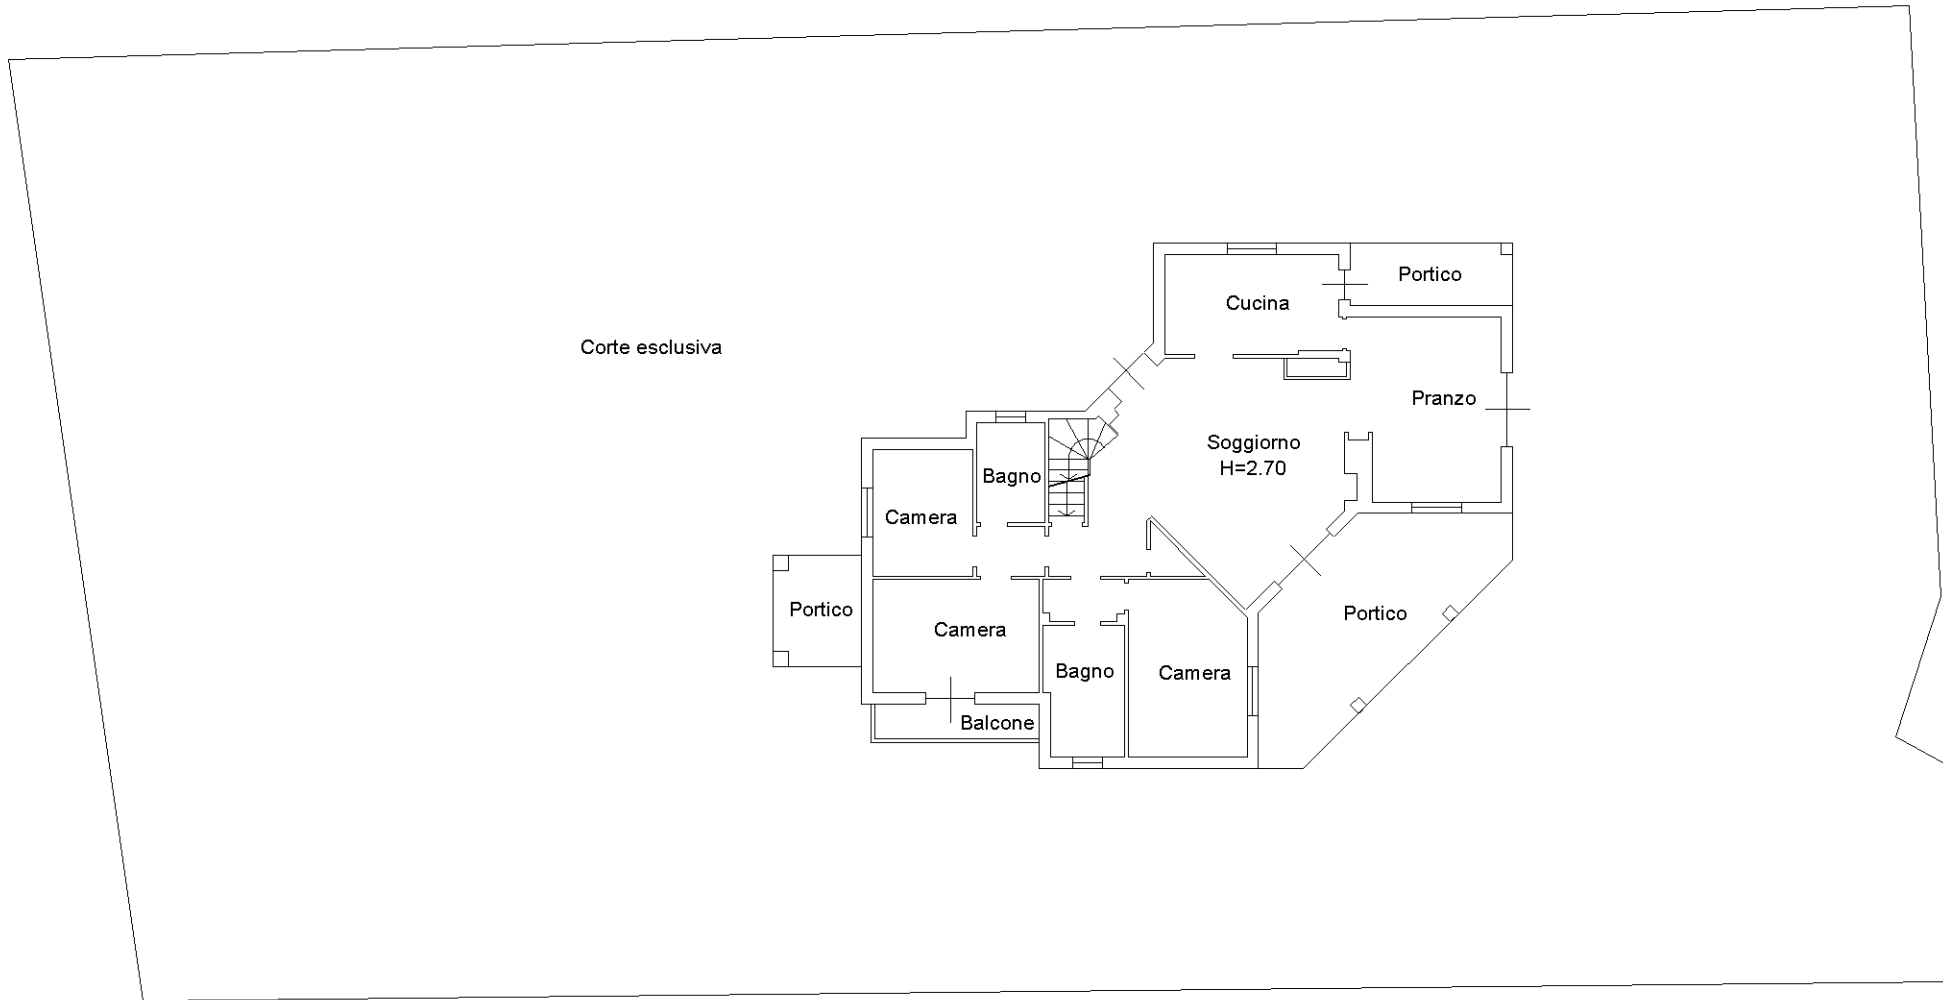 Portico
Cucina
Corte esclusiva
Pranzo
Soggiorno
H=2.70
Bagno
Camera
Portico
Camera
Portico
Bagno
Camera
Balcone